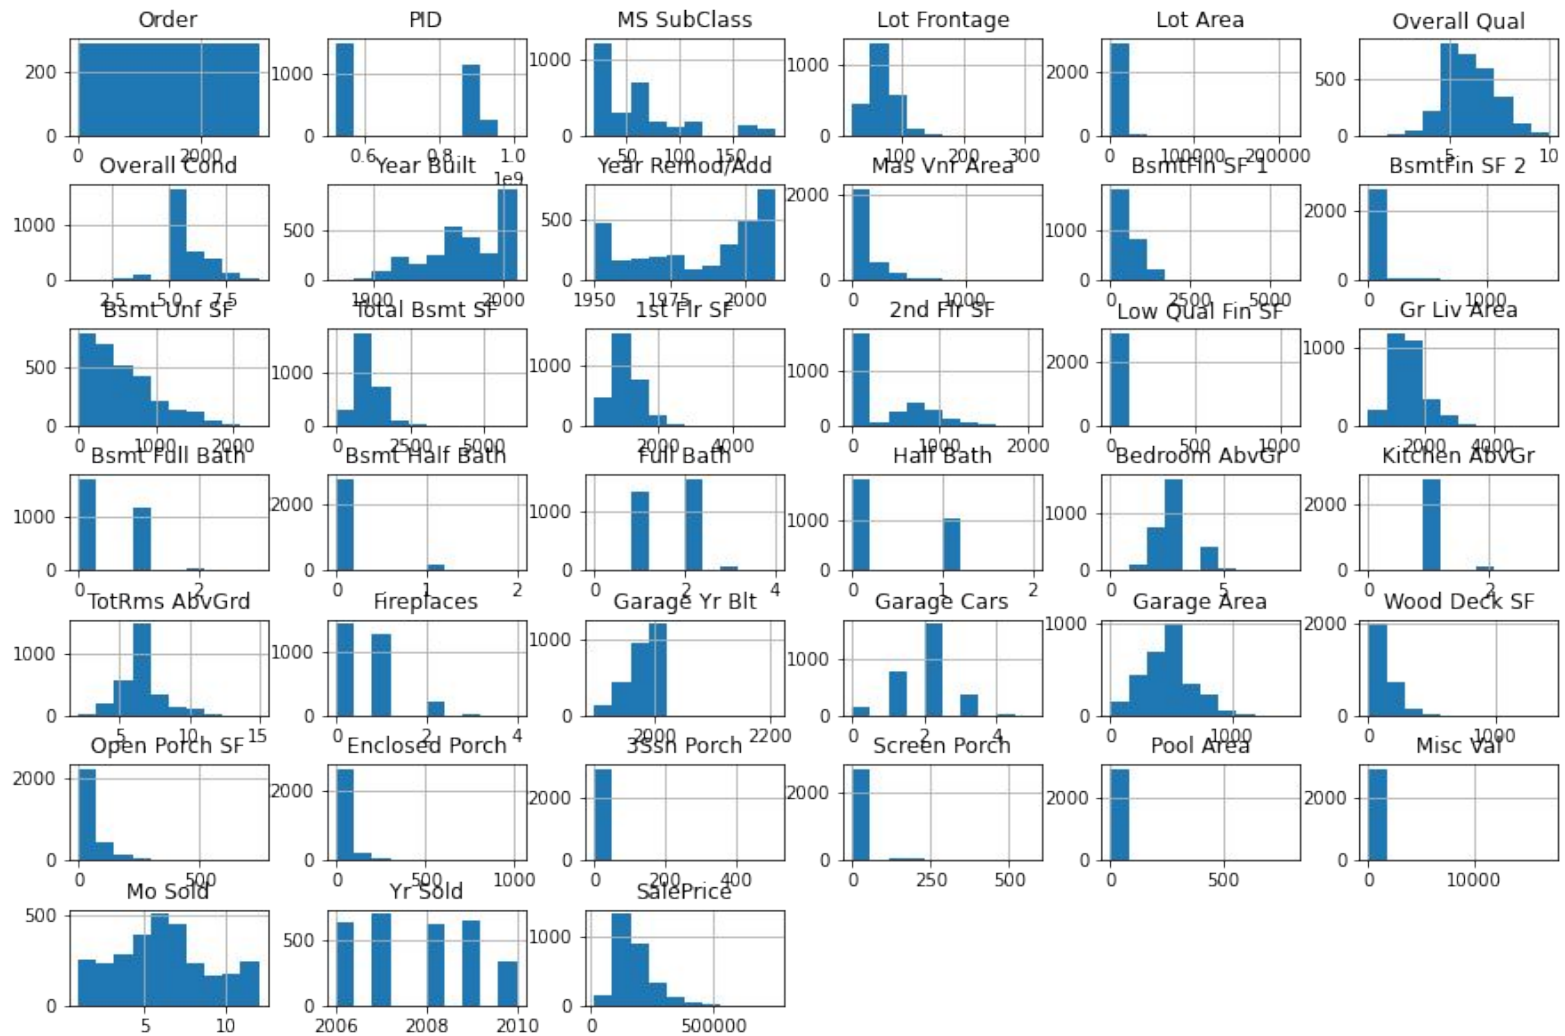 Order PID MS SubClass Lot Frontage Lot Area Overall Qual
200 0 0 2000
1000 0 0.6 0.8 1.0 1e9
1000 0 50 100 150
1000 0 100 200 300
2000 0 0 100000 200000
500 0 5 10
Overall Cond Year Built Year Remod/Add Mas Vnr Area BsmtFin SF 1 BsmtFin SF 2
1000 0 2.5 5.0 7.5
500 0 1900 2000
500 0 1950 1975 2000
2000 0 0 1000
1000 0 0 2500 5000
2000 0 0 1000
Bsmt Unf SF Total Bsmt SF 1st Flr SF 2nd Flr SF Low Qual Fin SF Gr Liv Area
500 0 0 1000 2000
1000 0 0 2500 5000
1000 0 2000 4000
1000 0 0 1000 2000
2000 0 0 500 1000
1000 0 2000 4000
Bsmt Full Bath Bsmt Half Bath Full Bath Half Bath Bedroom AbvGr Kitchen AbvGr
1000 0 0 2
2000 0 0 1 2
1000 0 0 2 4
1000 0 0 1 2
1000 0 0 5
2000 0 0 2
TotRms AbvGrd Fireplaces Garage Yr Blt Garage Cars Garage Area Wood Deck SF
1000 0 5 10 15
1000 0 0 2 4
1000 0 2000 2200
1000 0 0 2 4
1000 0 0 1000
2000 0 0 1000
Open Porch SF Enclosed Porch 3Ssn Porch Screen Porch Pool Area Misc Val
2000 0 0 500
2000 0 0 500 1000
2000 0 0 200 400
2000 0 0 250 500
2000 0 0 500
2000 0 0 10000
Mo Sold Yr Sold SalePrice
500 0 5 10
500 0 2006 2008 2010
1000 0 0 500000